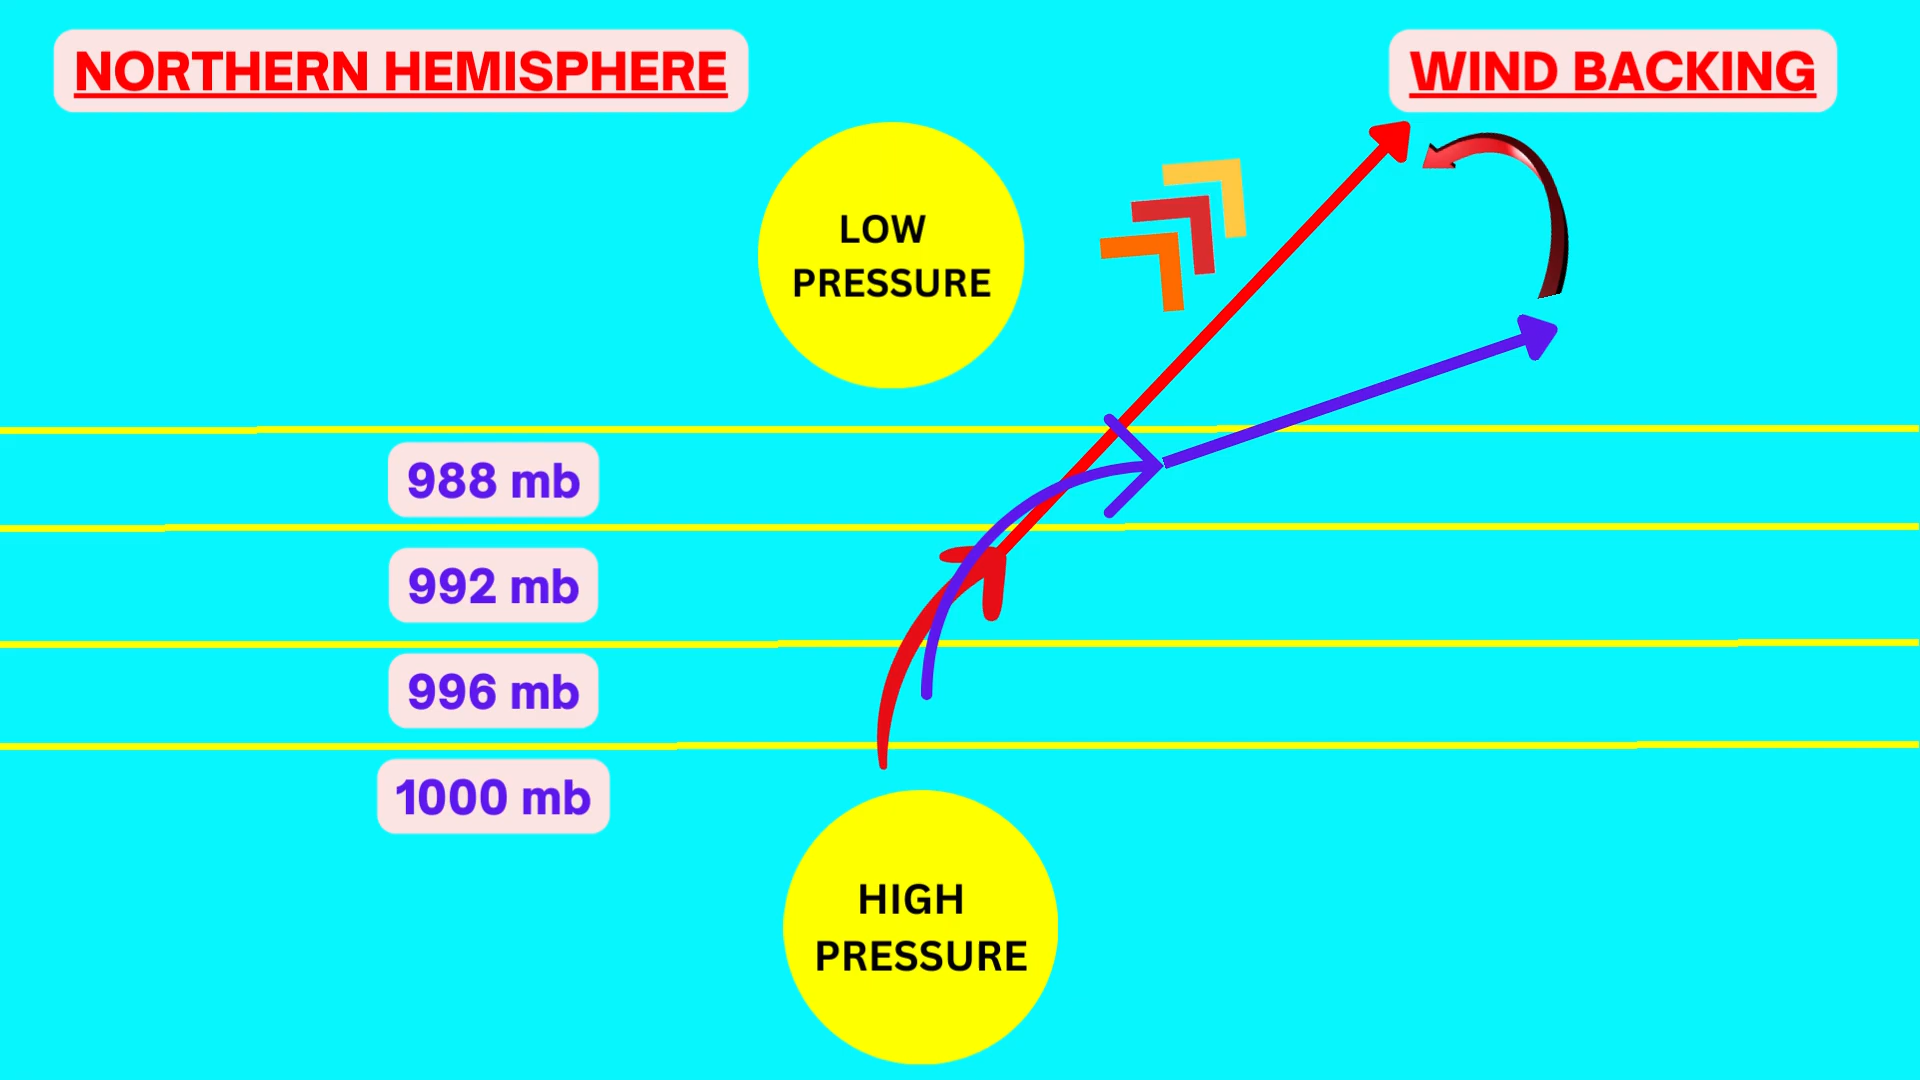 NORTHERN HEMISPHERE
WIND BACKING
LOW
PRESSURE
988 mb
992 mb
996 mb
1000 mb
HIGH
PRESSURE